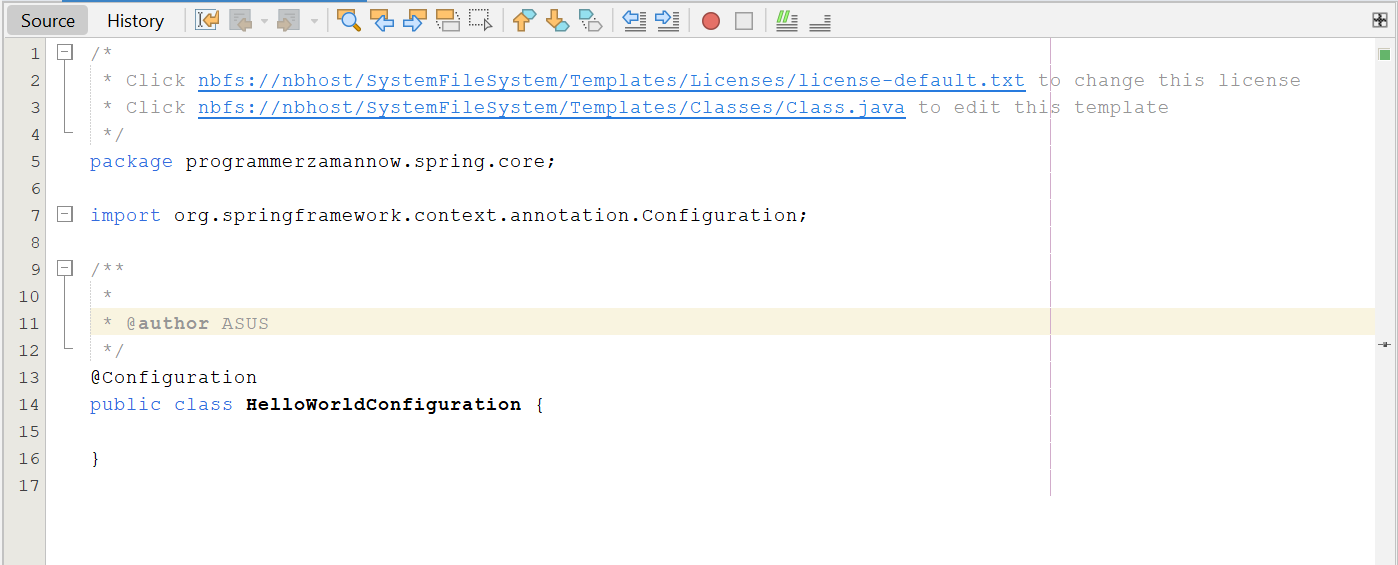 Source History
1 /*
2 * Click nbfs://nbhost/SystemFileSystem/Templates/Licenses/license-default.txt to change this license
3 * Click nbfs://nbhost/SystemFileSystem/Templates/Classes/Class.java to edit this template
4 */
5 package programmerzamannow.spring.core;
6
7 import org.springframework.context.annotation.Configuration;
8
9 /**
10 *
11 * @author ASUS
12 */
13 @Configuration
14 public class HelloWorldConfiguration {
15
16 }
17